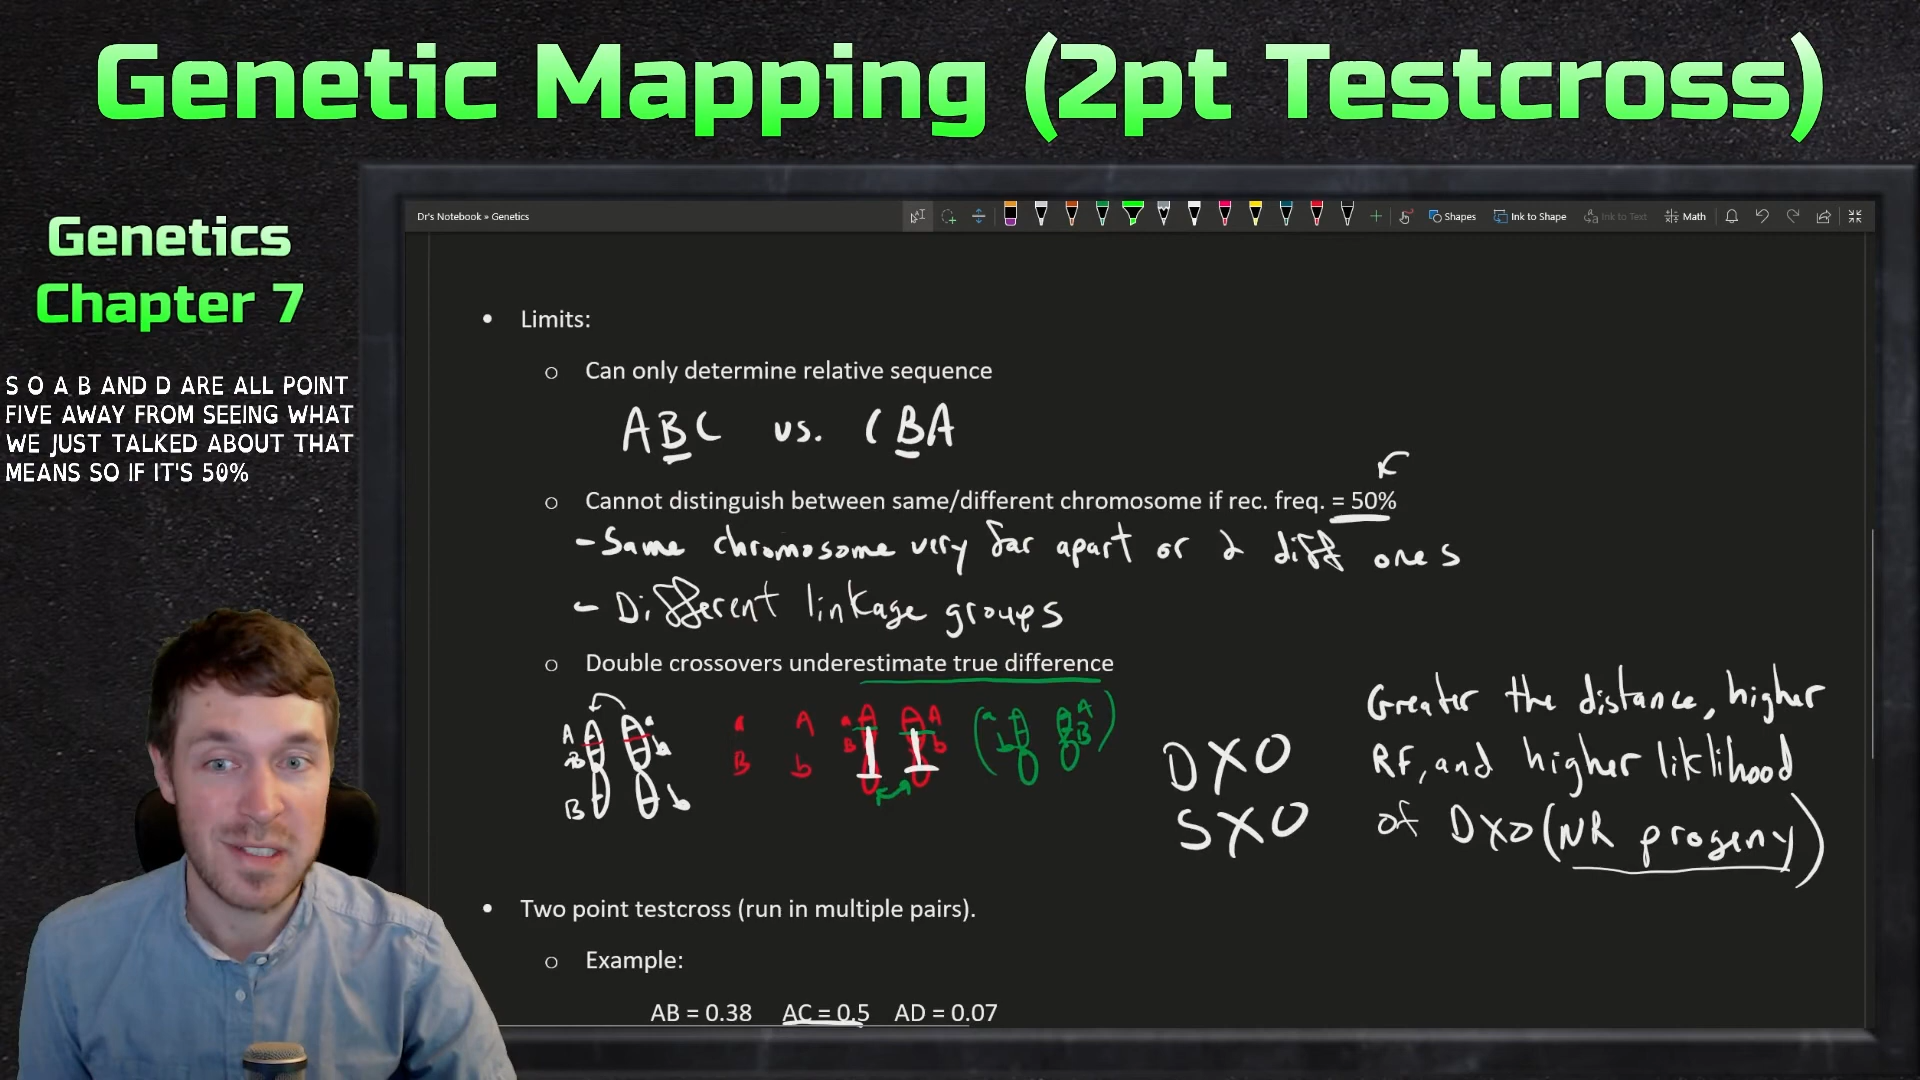 Genetic Mapping (2pt Testcross)
Genetics
Chapter 7
S O A B AND D ARE ALL POINT
FIVE AWAY FROM SEEING WHAT
WE JUST TALKED ABOUT THAT
MEANS SO IF IT'S 50%
Dr's Notebook » Genetics
Shapes
Ink to Shape
Ink to Text
Math
• Limits:
o Can only determine relative sequence
ABC vs. CBA
o Cannot distinguish between same/different chromosome if rec. freq. = 50%
- Same chromosome very far apart or 2 diff ones
- Different linkage groups
o Double crossovers underestimate true difference
A A a a A a A A A (a A A A)
B b B b B b b B
B b
DXO
SXO
Greater the distance, higher
RF, and higher liklihood
of DXO (NR progeny)
• Two point testcross (run in multiple pairs).
o Example:
AB = 0.38 AC = 0.5 AD = 0.07